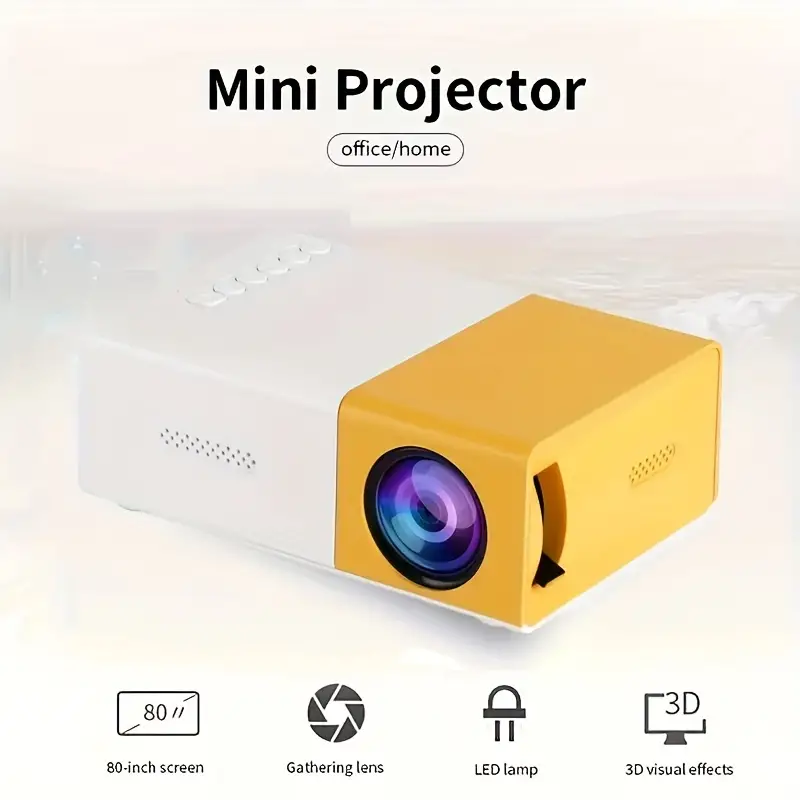 Mini Projector
office/home
80 "
3D
80-inch screen
Gathering lens
LED lamp
3D visual effects